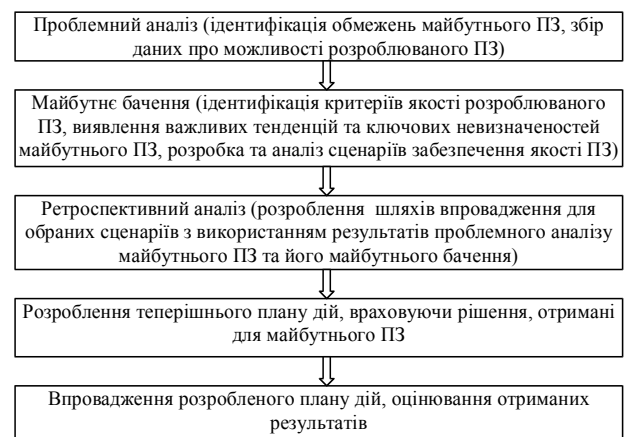 Проблемний аналіз (ідентифікація обмежень майбутнього ПЗ, збір
даних про можливості розроблюваного ПЗ)
Майбутнє бачення (ідентифікація критеріїв якості розроблюваного
ПЗ, виявлення важливих тенденцій та ключових невизначеностей
майбутнього ПЗ, розробка та аналіз сценаріїв забезпечення якості ПЗ)
Ретроспективний аналіз (розроблення шляхів впровадження для
обраних сценаріїв з використанням результатів проблемного аналізу
майбутнього ПЗ та його майбутнього бачення)
Розроблення теперішнього плану дій, враховуючи рішення, отримані
для майбутнього ПЗ
Впровадження розробленого плану дій, оцінювання отриманих
результатів